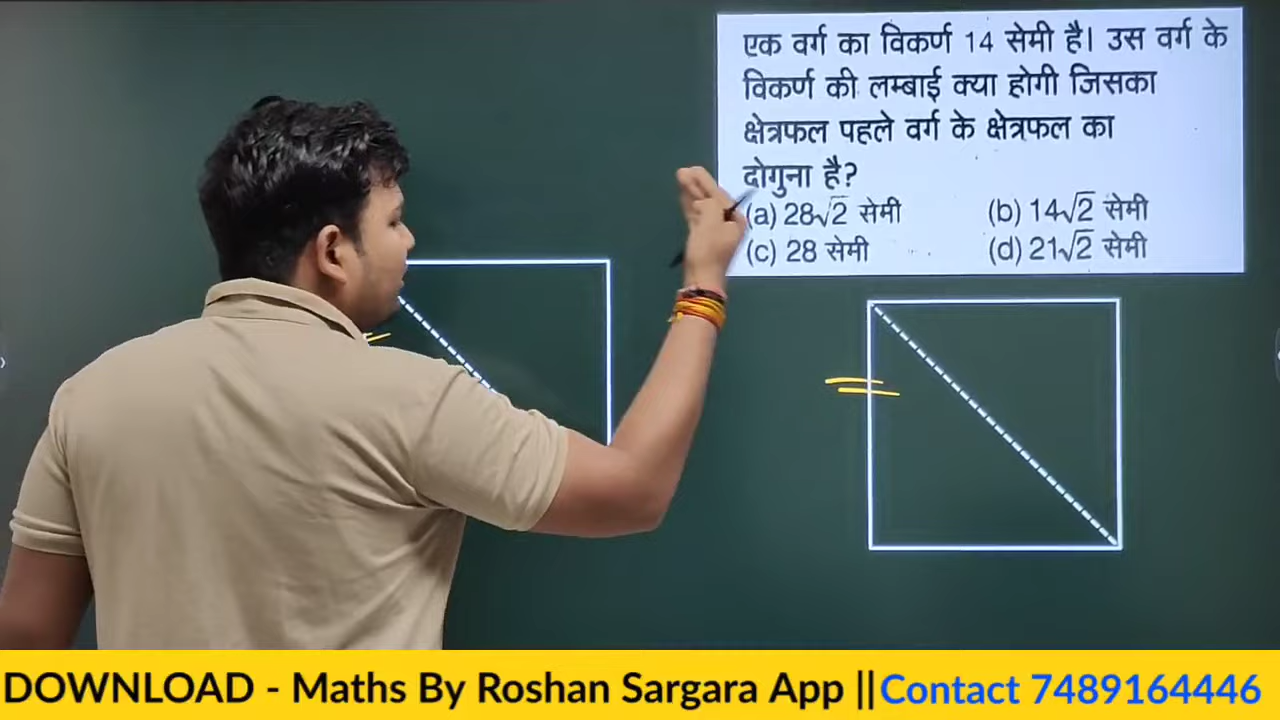 एक वर्ग का विकर्ण 14 सेमी है। उस वर्ग के
विकर्ण की लम्बाई क्या होगी जिसका
क्षेत्रफल पहले वर्ग के क्षेत्रफल का
दोगुना है?
(a) 28√2 सेमी (b) 14√2 सेमी
(c) 28 सेमी (d) 21√2 सेमी
DOWNLOAD - Maths By Roshan Sargara App ||Contact 7489164446